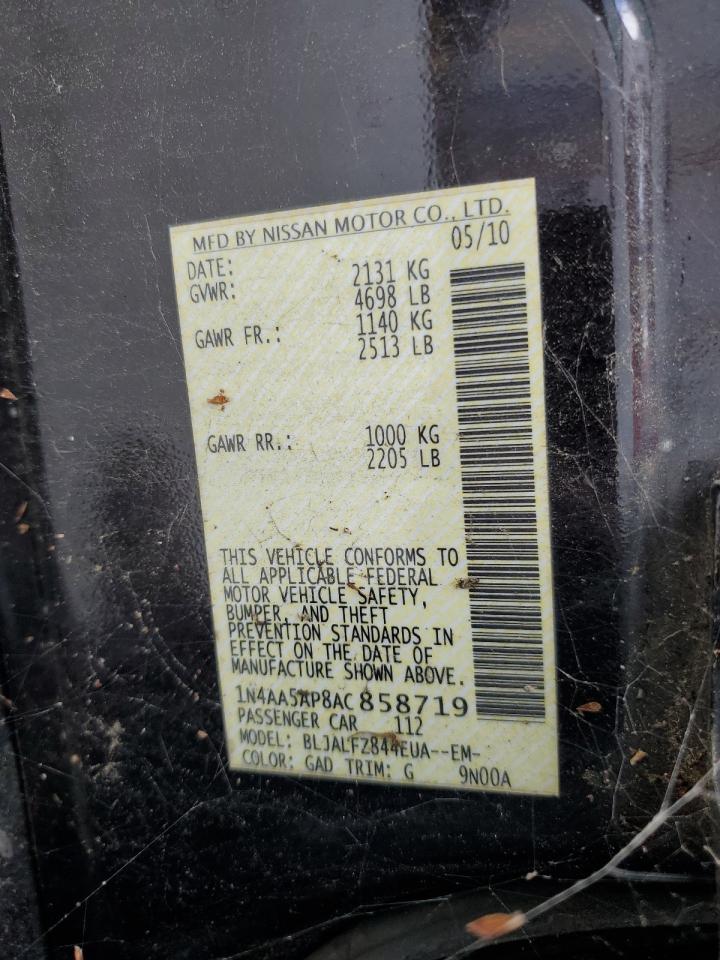 MFD BY NISSAN MOTOR CO., LTD.
DATE: 05/10
GVWR: 2131 KG
4698 LB
GAWR FR.: 1140 KG
2513 LB
GAWR RR.: 1000 KG
2205 LB
THIS VEHICLE CONFORMS TO
ALL APPLICABLE FEDERAL
MOTOR VEHICLE SAFETY,
BUMPER, AND THEFT
PREVENTION STANDARDS IN
EFFECT ON THE DATE OF
MANUFACTURE SHOWN ABOVE.
1N4AA5AP8AC858719
PASSENGER CAR 112
MODEL: BLJALFZ844EUA--EM-
COLOR: GAD TRIM: G 9N00A